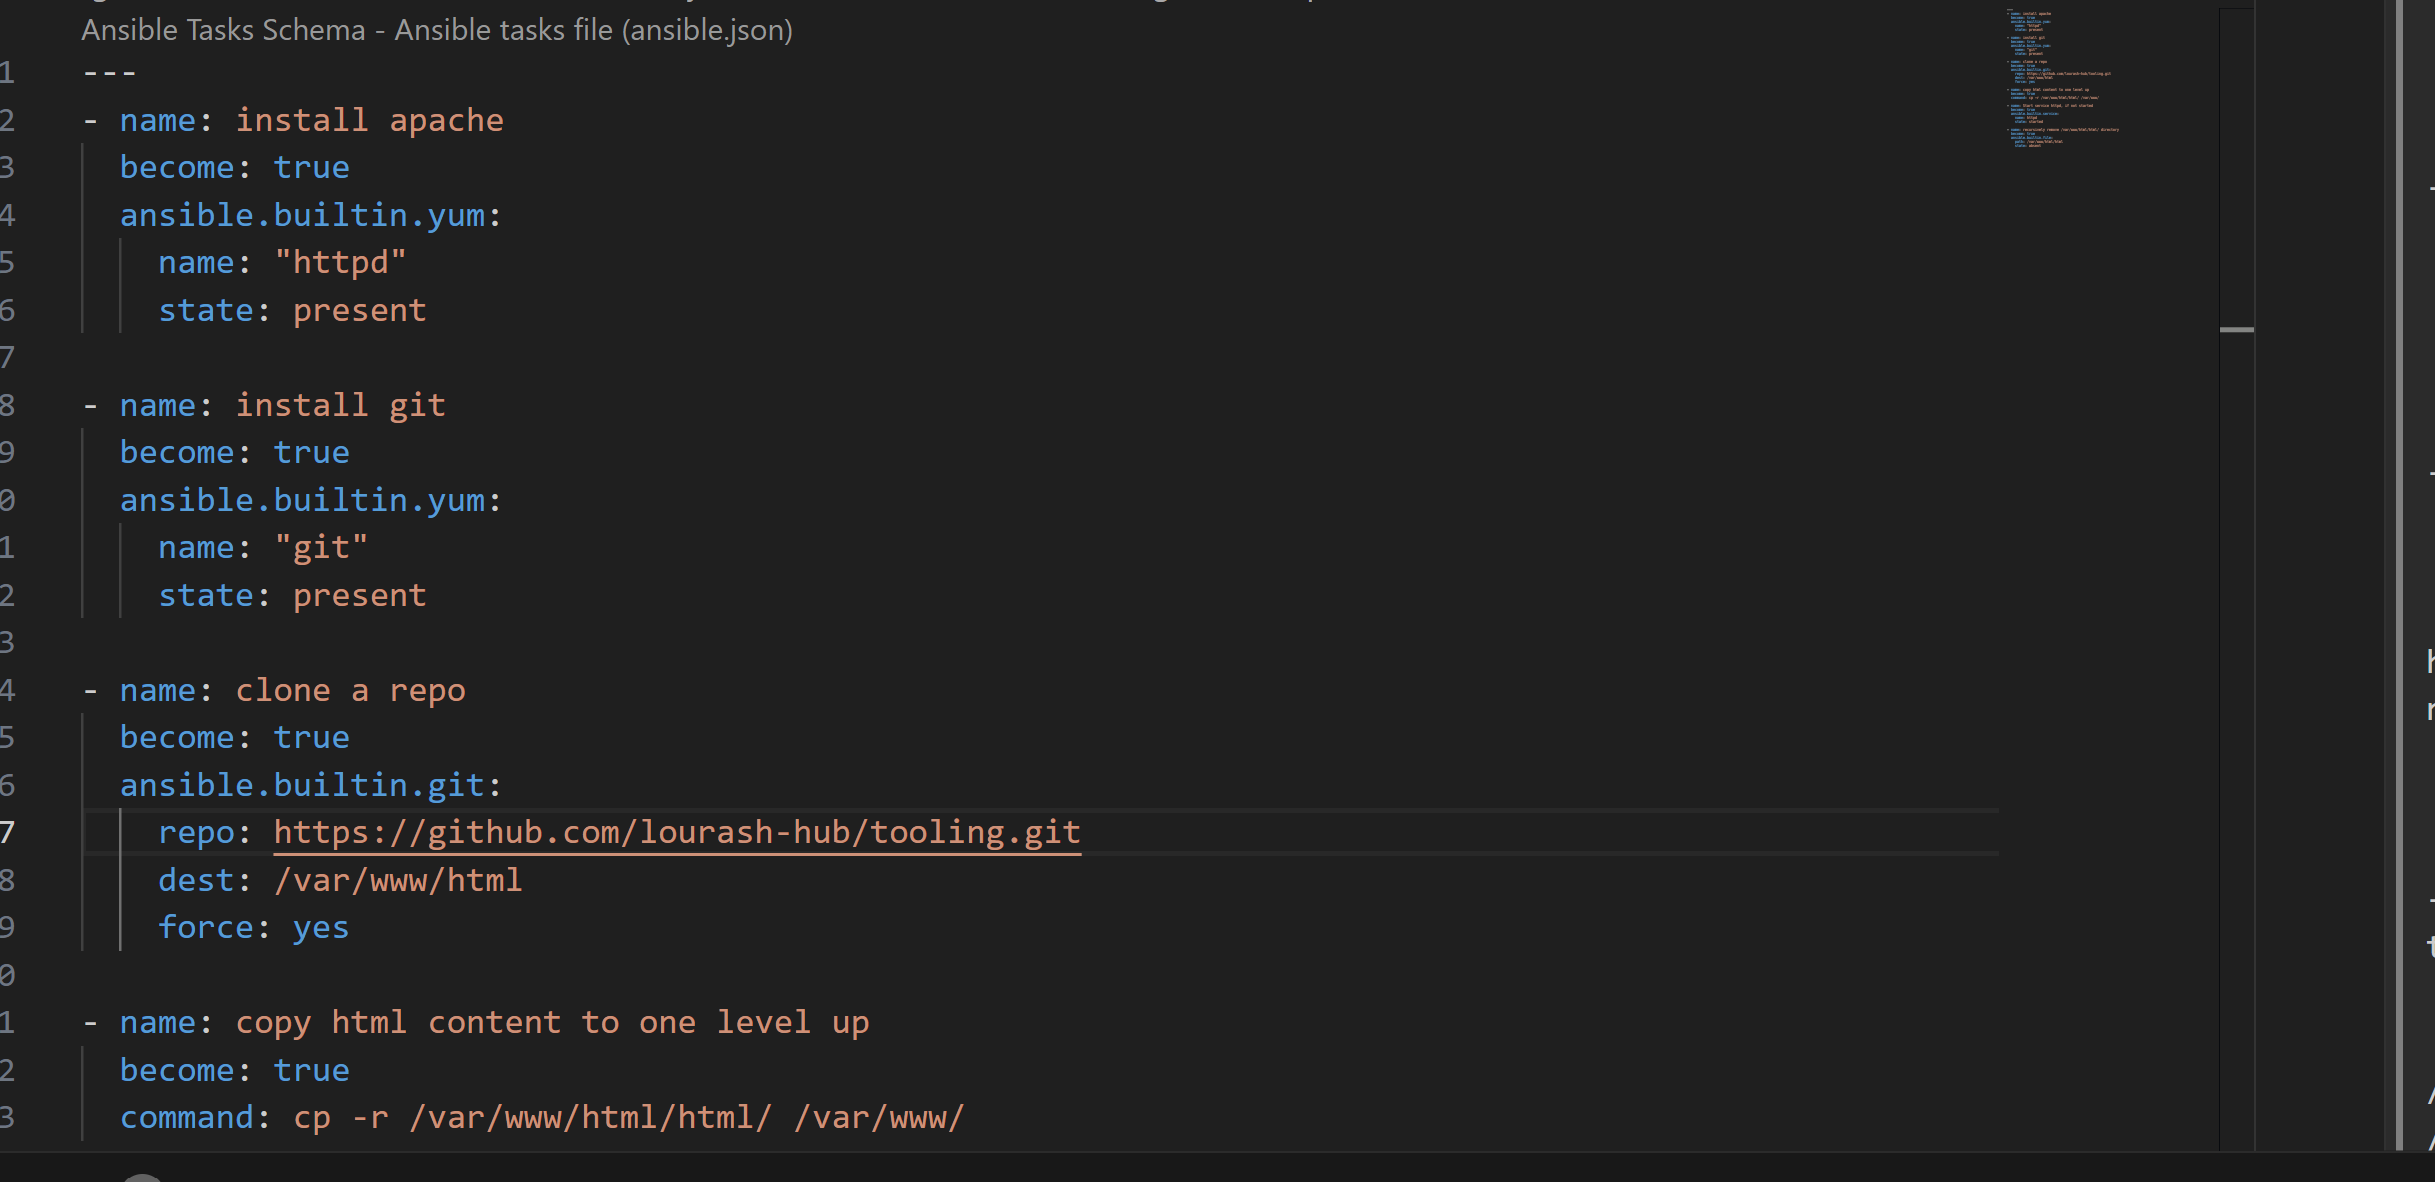 Ansible Tasks Schema - Ansible tasks file (ansible.json)
1 ---
2 - name: install apache
3   become: true
4   ansible.builtin.yum:
5     name: "httpd"
6     state: present
7
8 - name: install git
9   become: true
0   ansible.builtin.yum:
1     name: "git"
2     state: present
3
4 - name: clone a repo
5   become: true
6   ansible.builtin.git:
7     repo: https://github.com/lourash-hub/tooling.git
8     dest: /var/www/html
9     force: yes
0
1 - name: copy html content to one level up
2   become: true
3   command: cp -r /var/www/html/html/ /var/www/